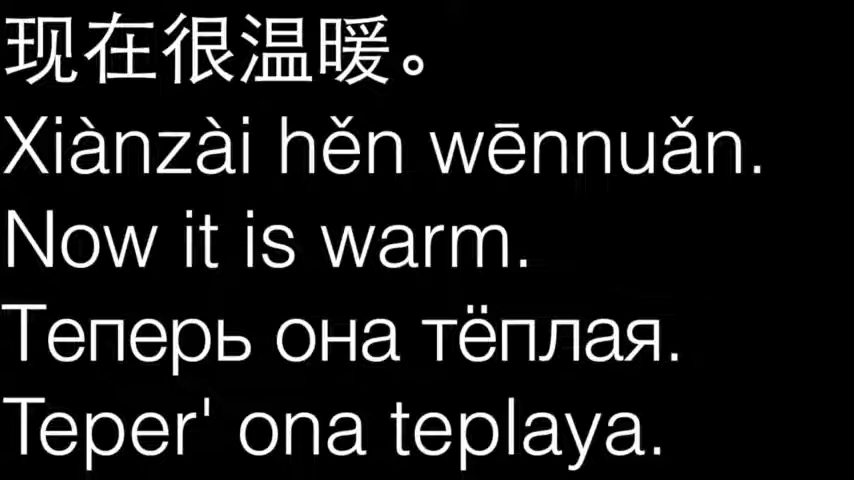 现在很温暖。
Xiànzài hěn wēnnuǎn.
Now it is warm.
Теперь она тёплая.
Teper' ona teplaya.